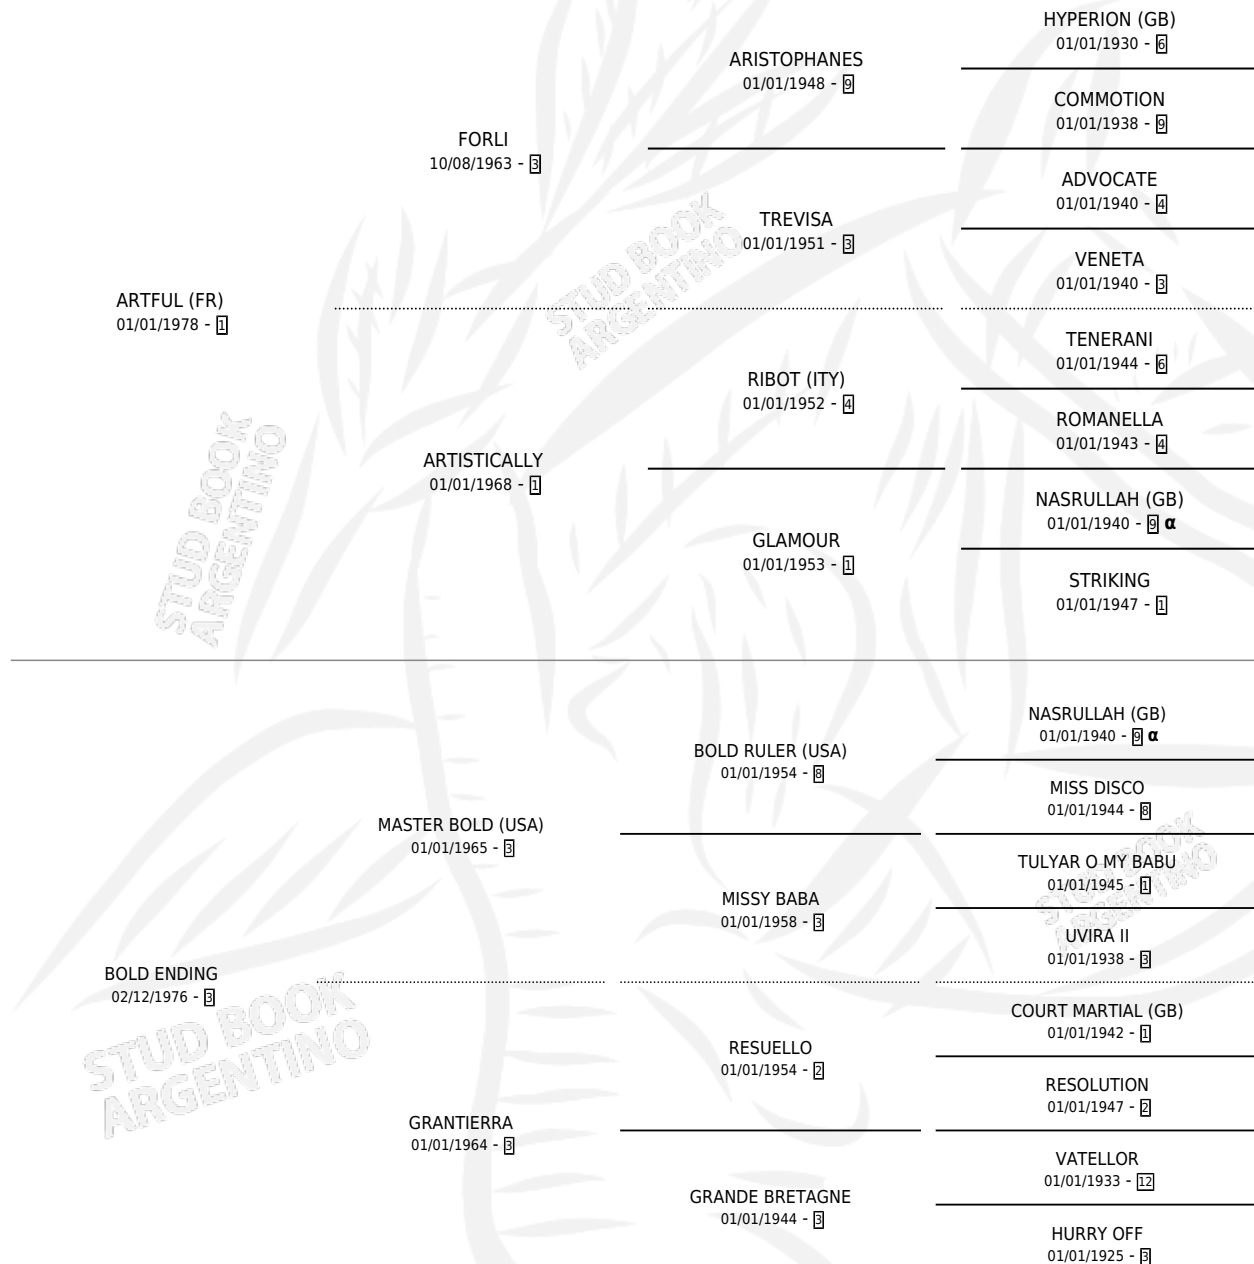 HYPERION (GB)
01/01/1930 - 6
ARISTOPHANES
01/01/1948 - 9
COMMOTION
01/01/1938 - 9
FORLI
10/08/1963 - 3
ADVOCATE
01/01/1940 - 4
TREVISA
01/01/1951 - 3
VENETA
01/01/1940 - 3
ARTFUL (FR)
01/01/1978 - 1
TENERANI
01/01/1944 - 6
RIBOT (ITY)
01/01/1952 - 4
ROMANELLA
01/01/1943 - 4
ARTISTICALLY
01/01/1968 - 1
NASRULLAH (GB)
01/01/1940 - 9 α
GLAMOUR
01/01/1953 - 1
STRIKING
01/01/1947 - 1
NASRULLAH (GB)
01/01/1940 - 9 α
BOLD RULER (USA)
01/01/1954 - 8
MISS DISCO
01/01/1944 - 8
MASTER BOLD (USA)
01/01/1965 - 3
TULYAR O MY BABU
01/01/1945 - 1
MISSY BABA
01/01/1958 - 3
UVIRA II
01/01/1938 - 3
BOLD ENDING
02/12/1976 - 3
COURT MARTIAL (GB)
01/01/1942 - 1
RESUELLO
01/01/1954 - 2
RESOLUTION
01/01/1947 - 2
GRANTIERRA
01/01/1964 - 3
VATELLOR
01/01/1933 - 12
GRANDE BRETAGNE
01/01/1944 - 3
HURRY OFF
01/01/1925 - 3
STUD BOOK
ARGENTINO
STUD BOOK
ARGENTINO
STUD BOOK
ARGENTINO
STUD BOOK
ARGENTINO